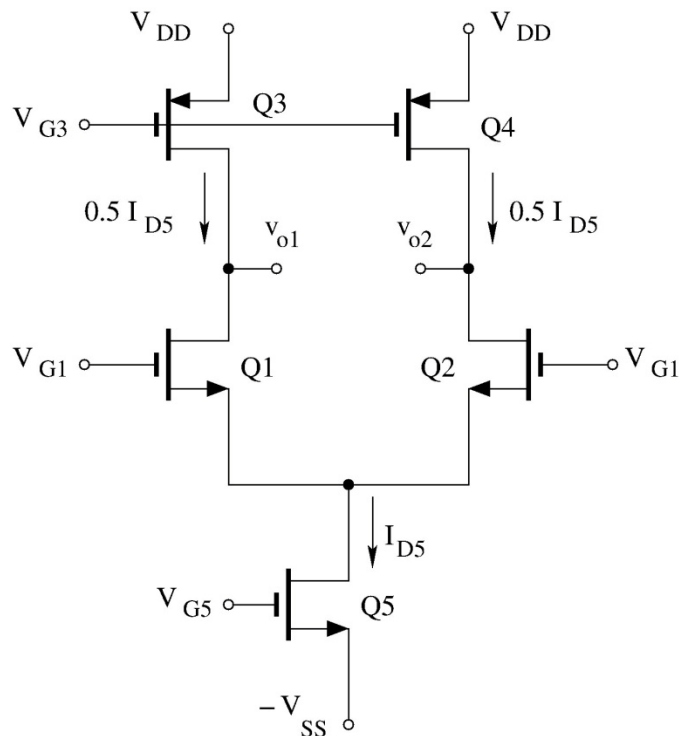 V DD V DD
Q3
V G3 Q4
0.5 I D5 0.5 I D5
v o1 v o2
V G1 Q1 Q2 V G1
I D5
V G5 Q5
– V SS